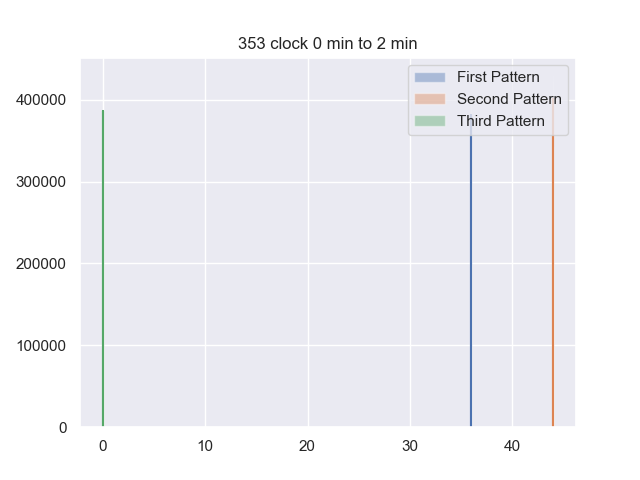 353 clock 0 min to 2 min
First Pattern
Second Pattern
Third Pattern
400000
300000
200000
100000
0
0 10 20 30 40